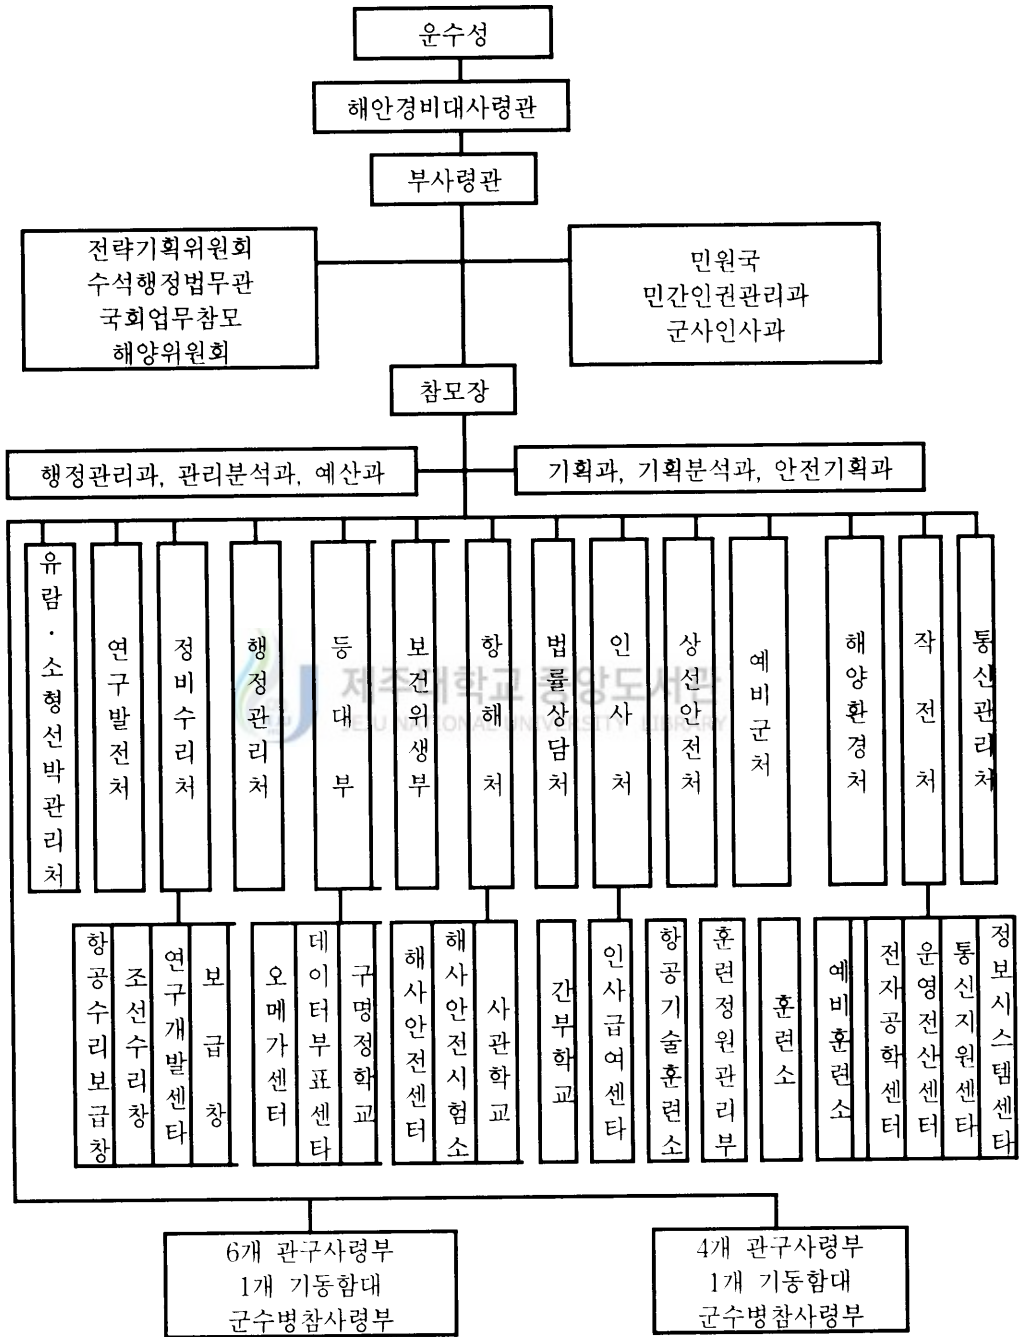 운수성
해안경비대사령관
부사령관
전략기획위원회
수석행정법무관
국회업무참모
해양위원회
민원국
민간인권관리과
군사인사과
참모장
행정관리과, 관리분석과, 예산과
기획과, 기획분석과, 안전기획과
유람·소형선박관리처
연구발전처
정비수리처
행정관리처
등대부
보건위생부
항해처
법률상담처
인사처
상선안전처
예비군처
해양환경처
작전처
통신관리처
제주대학교 중앙도서관
JEJU NATIONAL UNIVERSITY LIBRARY
항공수리보급창
조선수리창
연구개발센타
보급창
오메가센터
데이터부표센타
구명정학교
해사안전센터
해사안전시험소
사관학교
간부학교
인사급여센타
항공기술훈련소
훈련정원관리부
훈련소
예비훈련소
전자공학센터
운영전산센터
통신지원센타
정보시스템센타
6개 관구사령부
1개 기동함대
군수병참사령부
4개 관구사령부
1개 기동함대
군수병참사령부